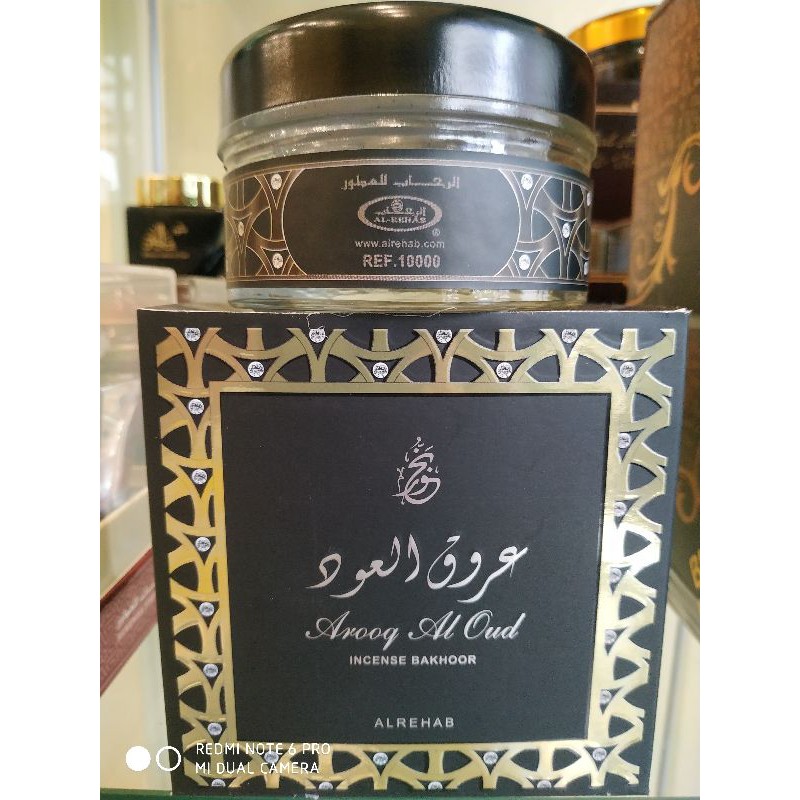 الرحاب للعطور
AL-REHAB
®
www.alrehab.com
REF.10000
بخور
عروق العود
Arooq Al Oud
INCENSE BAKHOOR
ALREHAB
REDMI NOTE 6 PRO
MI DUAL CAMERA